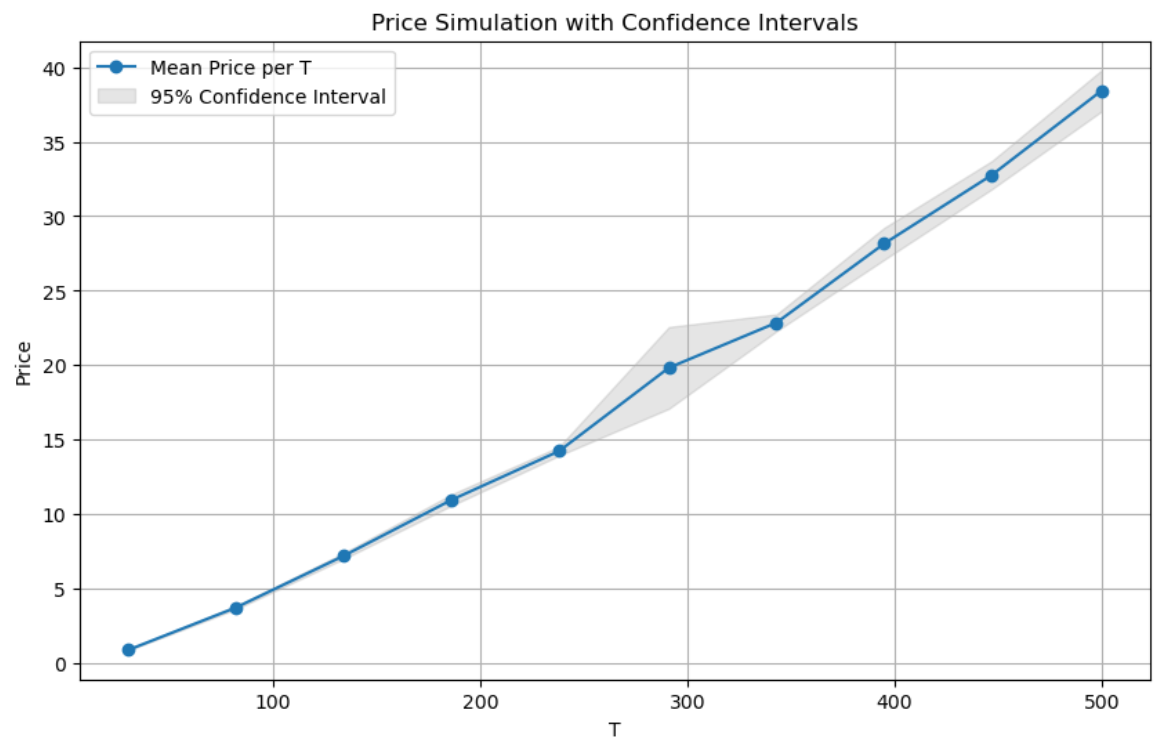 Price Simulation with Confidence Intervals
Mean Price per T
95% Confidence Interval
Price
40
35
30
25
20
15
10
5
0
100
200
300
400
500
T